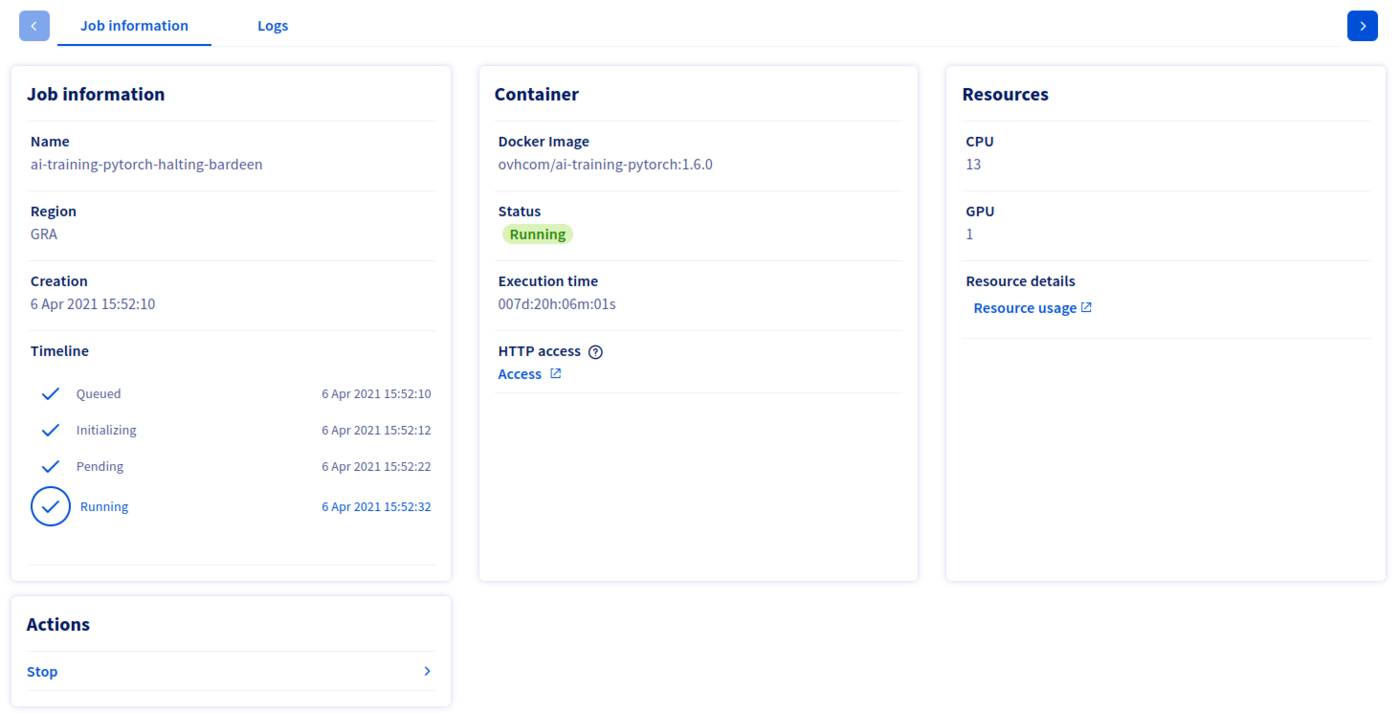 Job information
Logs
Job information
Name
ai-training-pytorch-halting-bardeen
Region
GRA
Creation
6 Apr 2021 15:52:10
Timeline
Queued 6 Apr 2021 15:52:10
Initializing 6 Apr 2021 15:52:12
Pending 6 Apr 2021 15:52:22
Running 6 Apr 2021 15:52:32
Container
Docker Image
ovhcom/ai-training-pytorch:1.6.0
Status
Running
Execution time
007d:20h:06m:01s
HTTP access ?
Access
Resources
CPU
13
GPU
1
Resource details
Resource usage
Actions
Stop